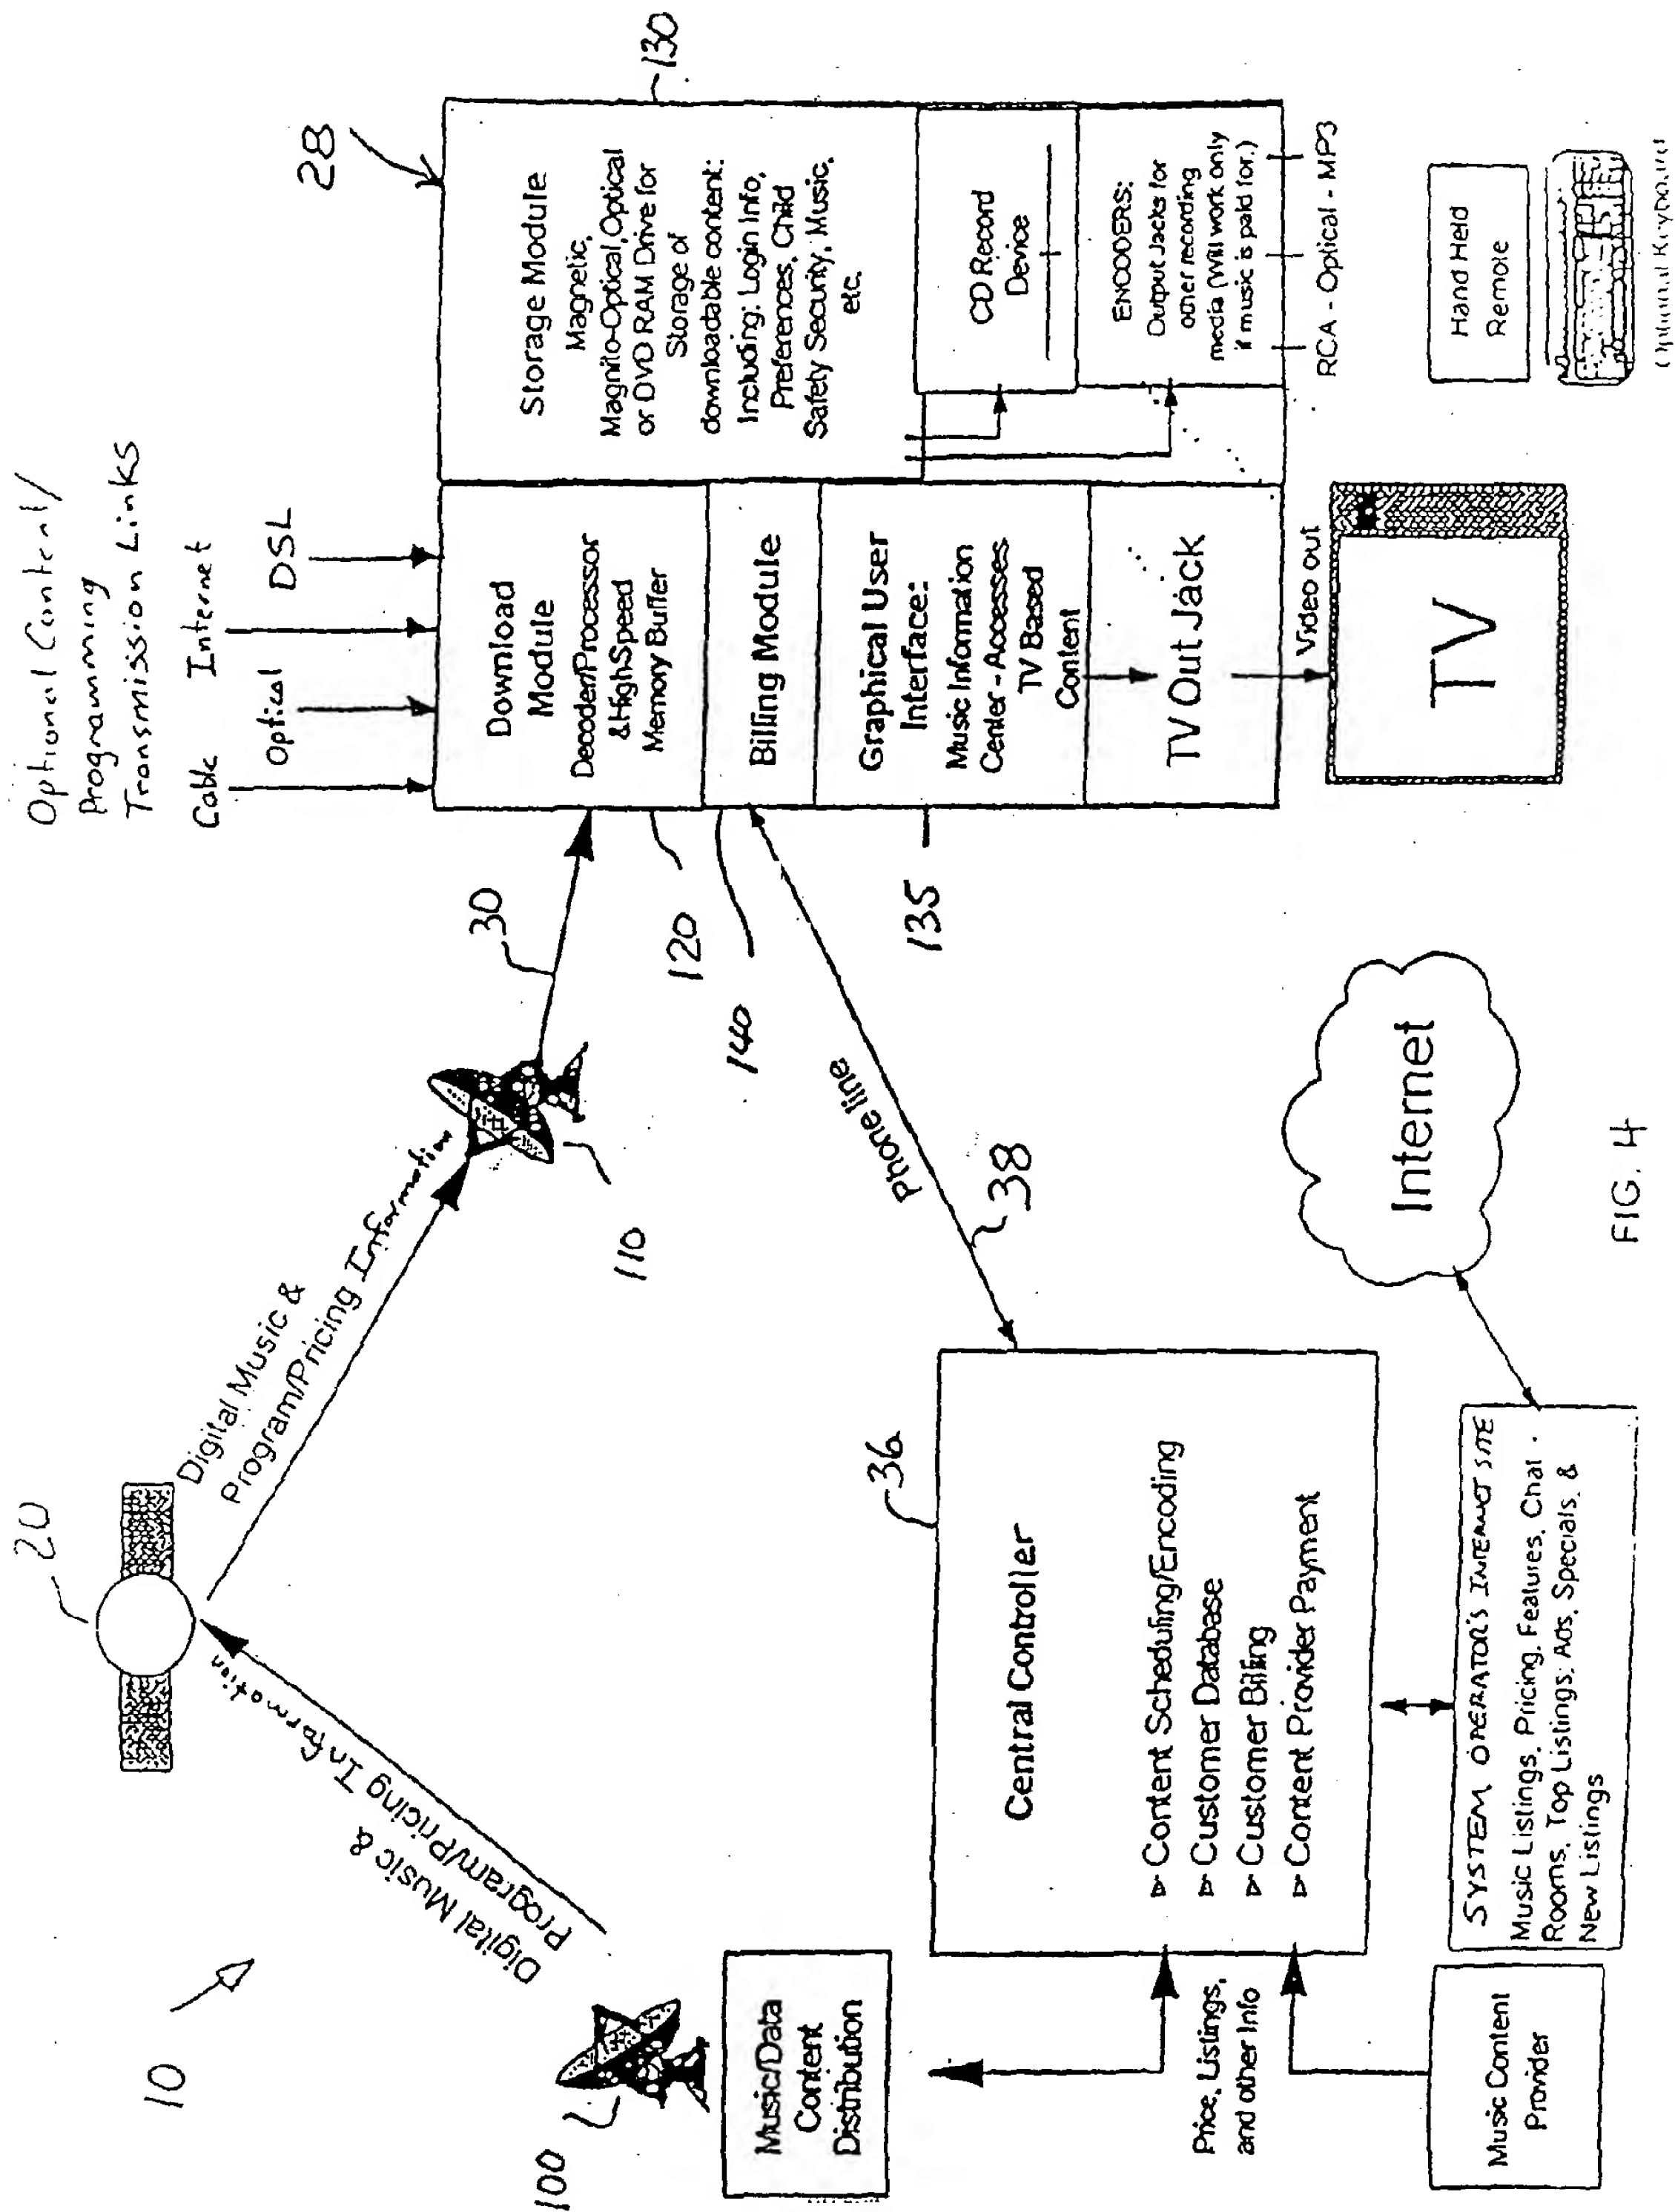 10
20
Digital Music &
Program/Pricing Information
Digital Music &
Program/Pricing Information
100
110
30
Music/Data
Content
Distribution
Optional Content/
Programming
Transmission Links
Cable
Optical
Internet
DSL
28
130
Download
Module
Decoder/Processor
& High Speed
Memory Buffer
120
Billing Module
140
Graphical User
Interface:
Music Information
Center - Accesses
TV Based
Content
135
TV Out Jack
Video out
TV
Storage Module
Magnetic,
Magnito-Optical, Optical
or DVD RAM Drive for
Storage of
downloadable content:
Including: Login Info,
Preferences, Child
Safety Security, Music,
etc.
CD Record
Device
ENCODERS:
Output Jacks for
other recording
media (Will work only
if music is paid for.)
RCA - Optical - MP3
Hand Held
Remote
Optional Keyboard
Phone line
38
36
Central Controller
▷ Content Scheduling/Encoding
▷ Customer Database
▷ Customer Billing
▷ Content Provider Payment
Price, Listings,
and other Info
Music Content
Provider
SYSTEM OPERATOR'S INTERNET SITE
Music Listings, Pricing, Features, Chat
Rooms, Top Listings, Ads, Specials, &
New Listings
Internet
FIG. 4